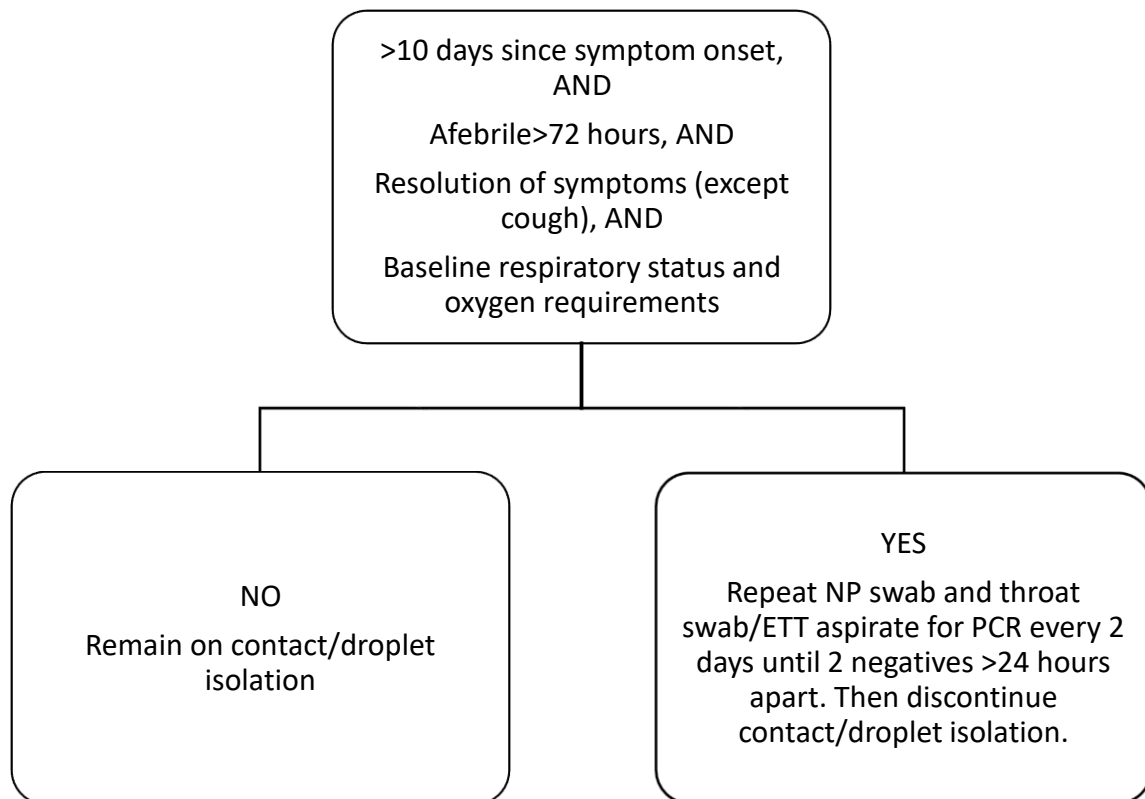 >10 days since symptom onset,
AND
Afebrile>72 hours, AND
Resolution of symptoms (except
cough), AND
Baseline respiratory status and
oxygen requirements
NO
Remain on contact/droplet
isolation
YES
Repeat NP swab and throat
swab/ETT aspirate for PCR every 2
days until 2 negatives >24 hours
apart. Then discontinue
contact/droplet isolation.